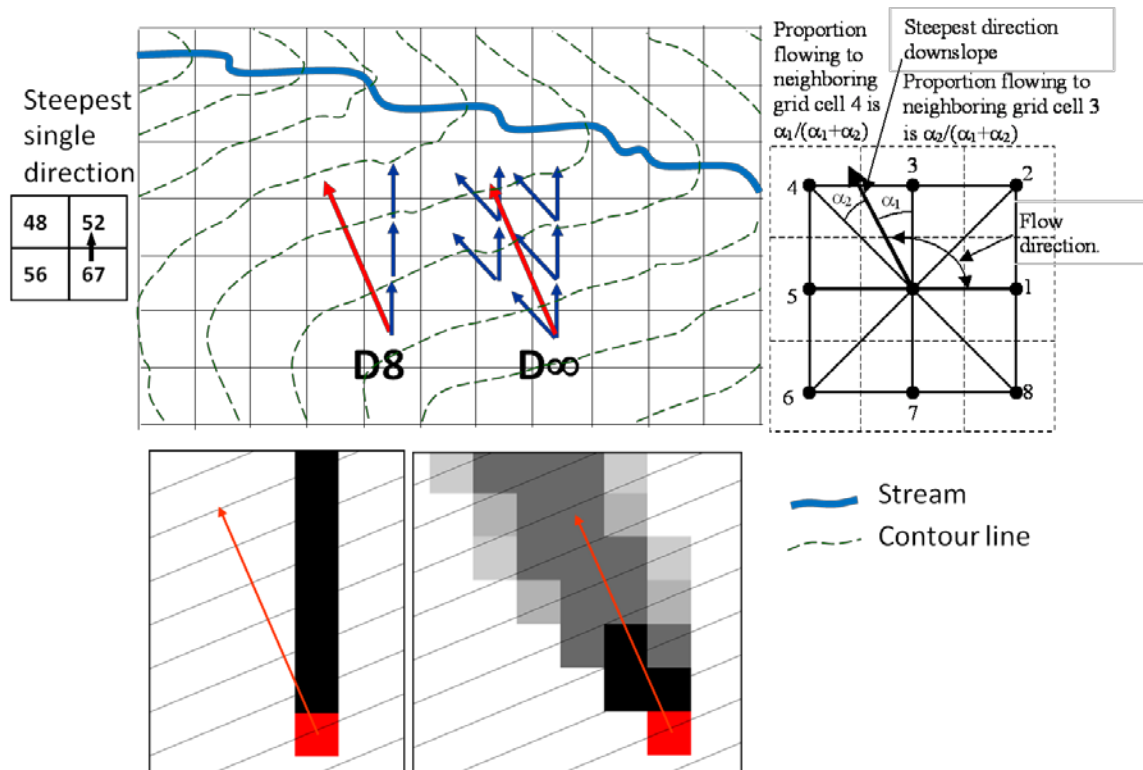 Steepest
single
direction
48 52
56 67
D8
D∞
Proportion
flowing to
neighboring
grid cell 4 is
α₁/(α₁+α₂)
Steepest direction
downslope
Proportion flowing to
neighboring grid cell 3
is α₂/(α₁+α₂)
4 3 2
α₂ α₁
Flow
direction.
5 1
6 7 8
Stream
Contour line